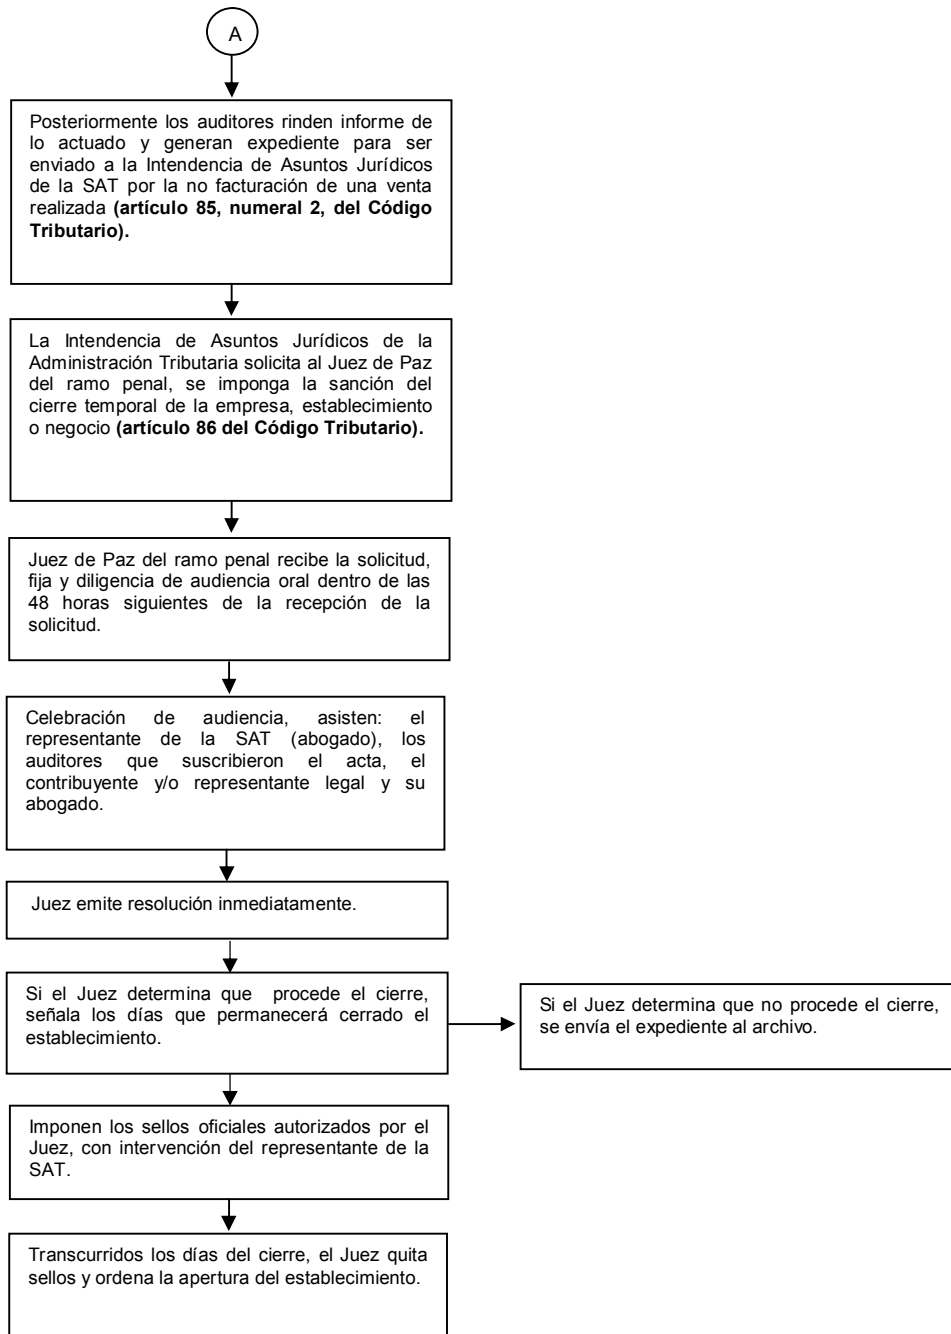 A
Posteriormente los auditores rinden informe de
lo actuado y generan expediente para ser
enviado a la Intendencia de Asuntos Jurídicos
de la SAT por la no facturación de una venta
realizada (artículo 85, numeral 2, del Código
Tributario).
La Intendencia de Asuntos Jurídicos de la
Administración Tributaria solicita al Juez de Paz
del ramo penal, se imponga la sanción del
cierre temporal de la empresa, establecimiento
o negocio (artículo 86 del Código Tributario).
Juez de Paz del ramo penal recibe la solicitud,
fija y diligencia de audiencia oral dentro de las
48 horas siguientes de la recepción de la
solicitud.
Celebración de audiencia, asisten: el
representante de la SAT (abogado), los
auditores que suscribieron el acta, el
contribuyente y/o representante legal y su
abogado.
Juez emite resolución inmediatamente.
Si el Juez determina que procede el cierre,
señala los días que permanecerá cerrado el
establecimiento.
Si el Juez determina que no procede el cierre,
se envía el expediente al archivo.
Imponen los sellos oficiales autorizados por el
Juez, con intervención del representante de la
SAT.
Transcurridos los días del cierre, el Juez quita
sellos y ordena la apertura del establecimiento.